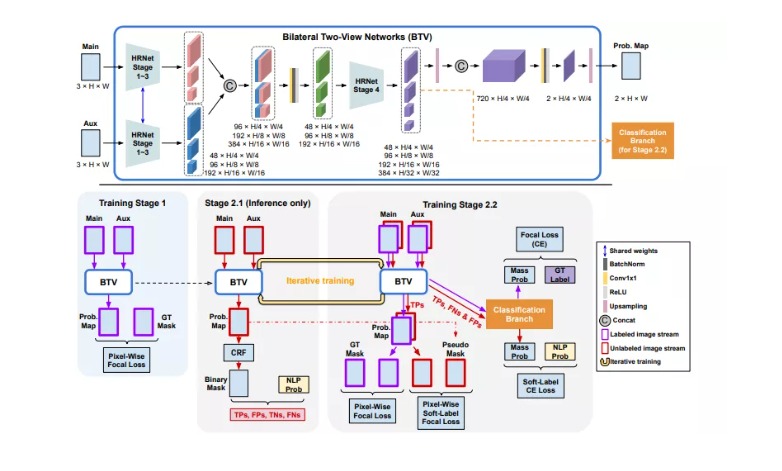 Bilateral Two-View Networks (BTV)
Main
3 × H × W
HRNet
Stage
1~3
Aux
3 × H × W
HRNet
Stage
1~3
48 × H/4 × W/4
96 × H/8 × W/8
192 × H/16 × W/16
C
96 × H/4 × W/4
192 × H/8 × W/8
384 × H/16 × W/16
48 × H/4 × W/4
96 × H/8 × W/8
192 × H/16 × W/16
HRNet
Stage 4
48 × H/4 × W/4
96 × H/8 × W/8
192 × H/16 × W/16
384 × H/32 × W/32
C
720 × H/4 × W/4
2 × H/4 × W/4
Prob. Map
2 × H × W
Classification
Branch
(for Stage 2.2)
Training Stage 1
Main
Aux
BTV
Prob.
Map
GT
Mask
Pixel-Wise
Focal Loss
Stage 2.1 (Inference only)
Main
Aux
BTV
Prob.
Map
CRF
Binary
Mask
NLP
Prob
TPs, FPs, TNs, FNs
Iterative training
Training Stage 2.2
Main
Aux
BTV
TPs
TPs, FNs & FPs
Prob.
Map
GT
Mask
Pseudo
Mask
Pixel-Wise
Focal Loss
Pixel-Wise
Soft-Label
Focal Loss
Focal Loss
(CE)
Mass
Prob
GT
Label
Classification
Branch
Mass
Prob
NLP
Prob
Soft-Label
CE Loss
Shared weights
BatchNorm
Conv1x1
ReLU
Upsampling
C
Concat
Labeled image stream
Unlabeled image stream
Iterative training